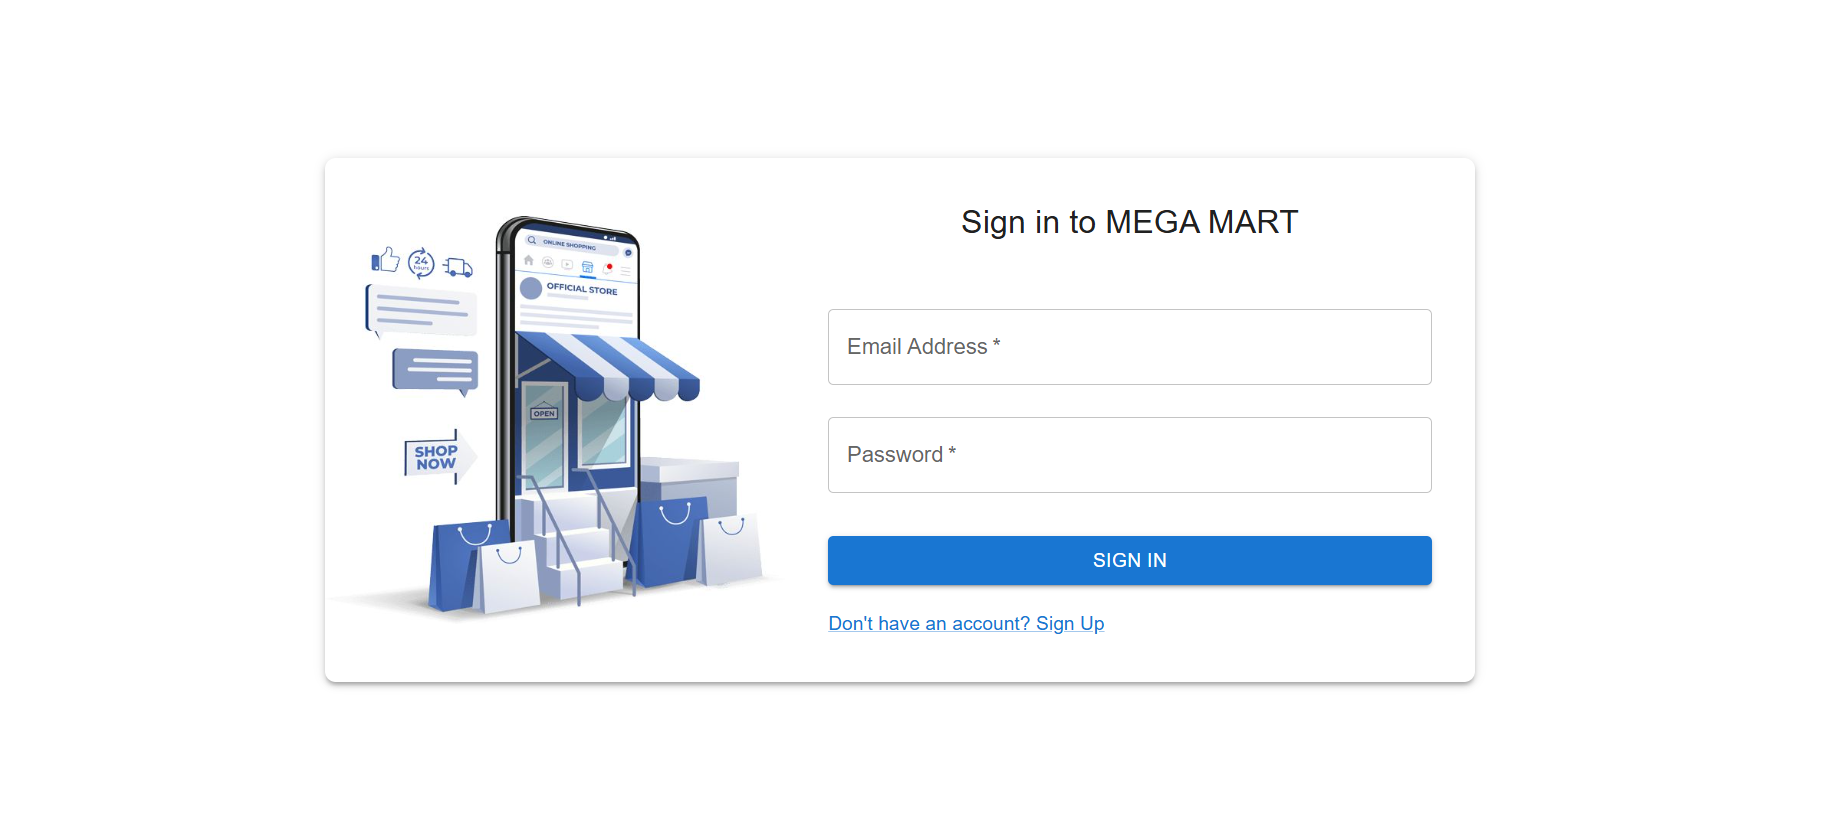 Sign in to MEGA MART
ONLINE SHOPPING
24
hours
OFFICIAL STORE
OPEN
SHOP
NOW
Email Address *
Password *
SIGN IN
Don't have an account? Sign Up